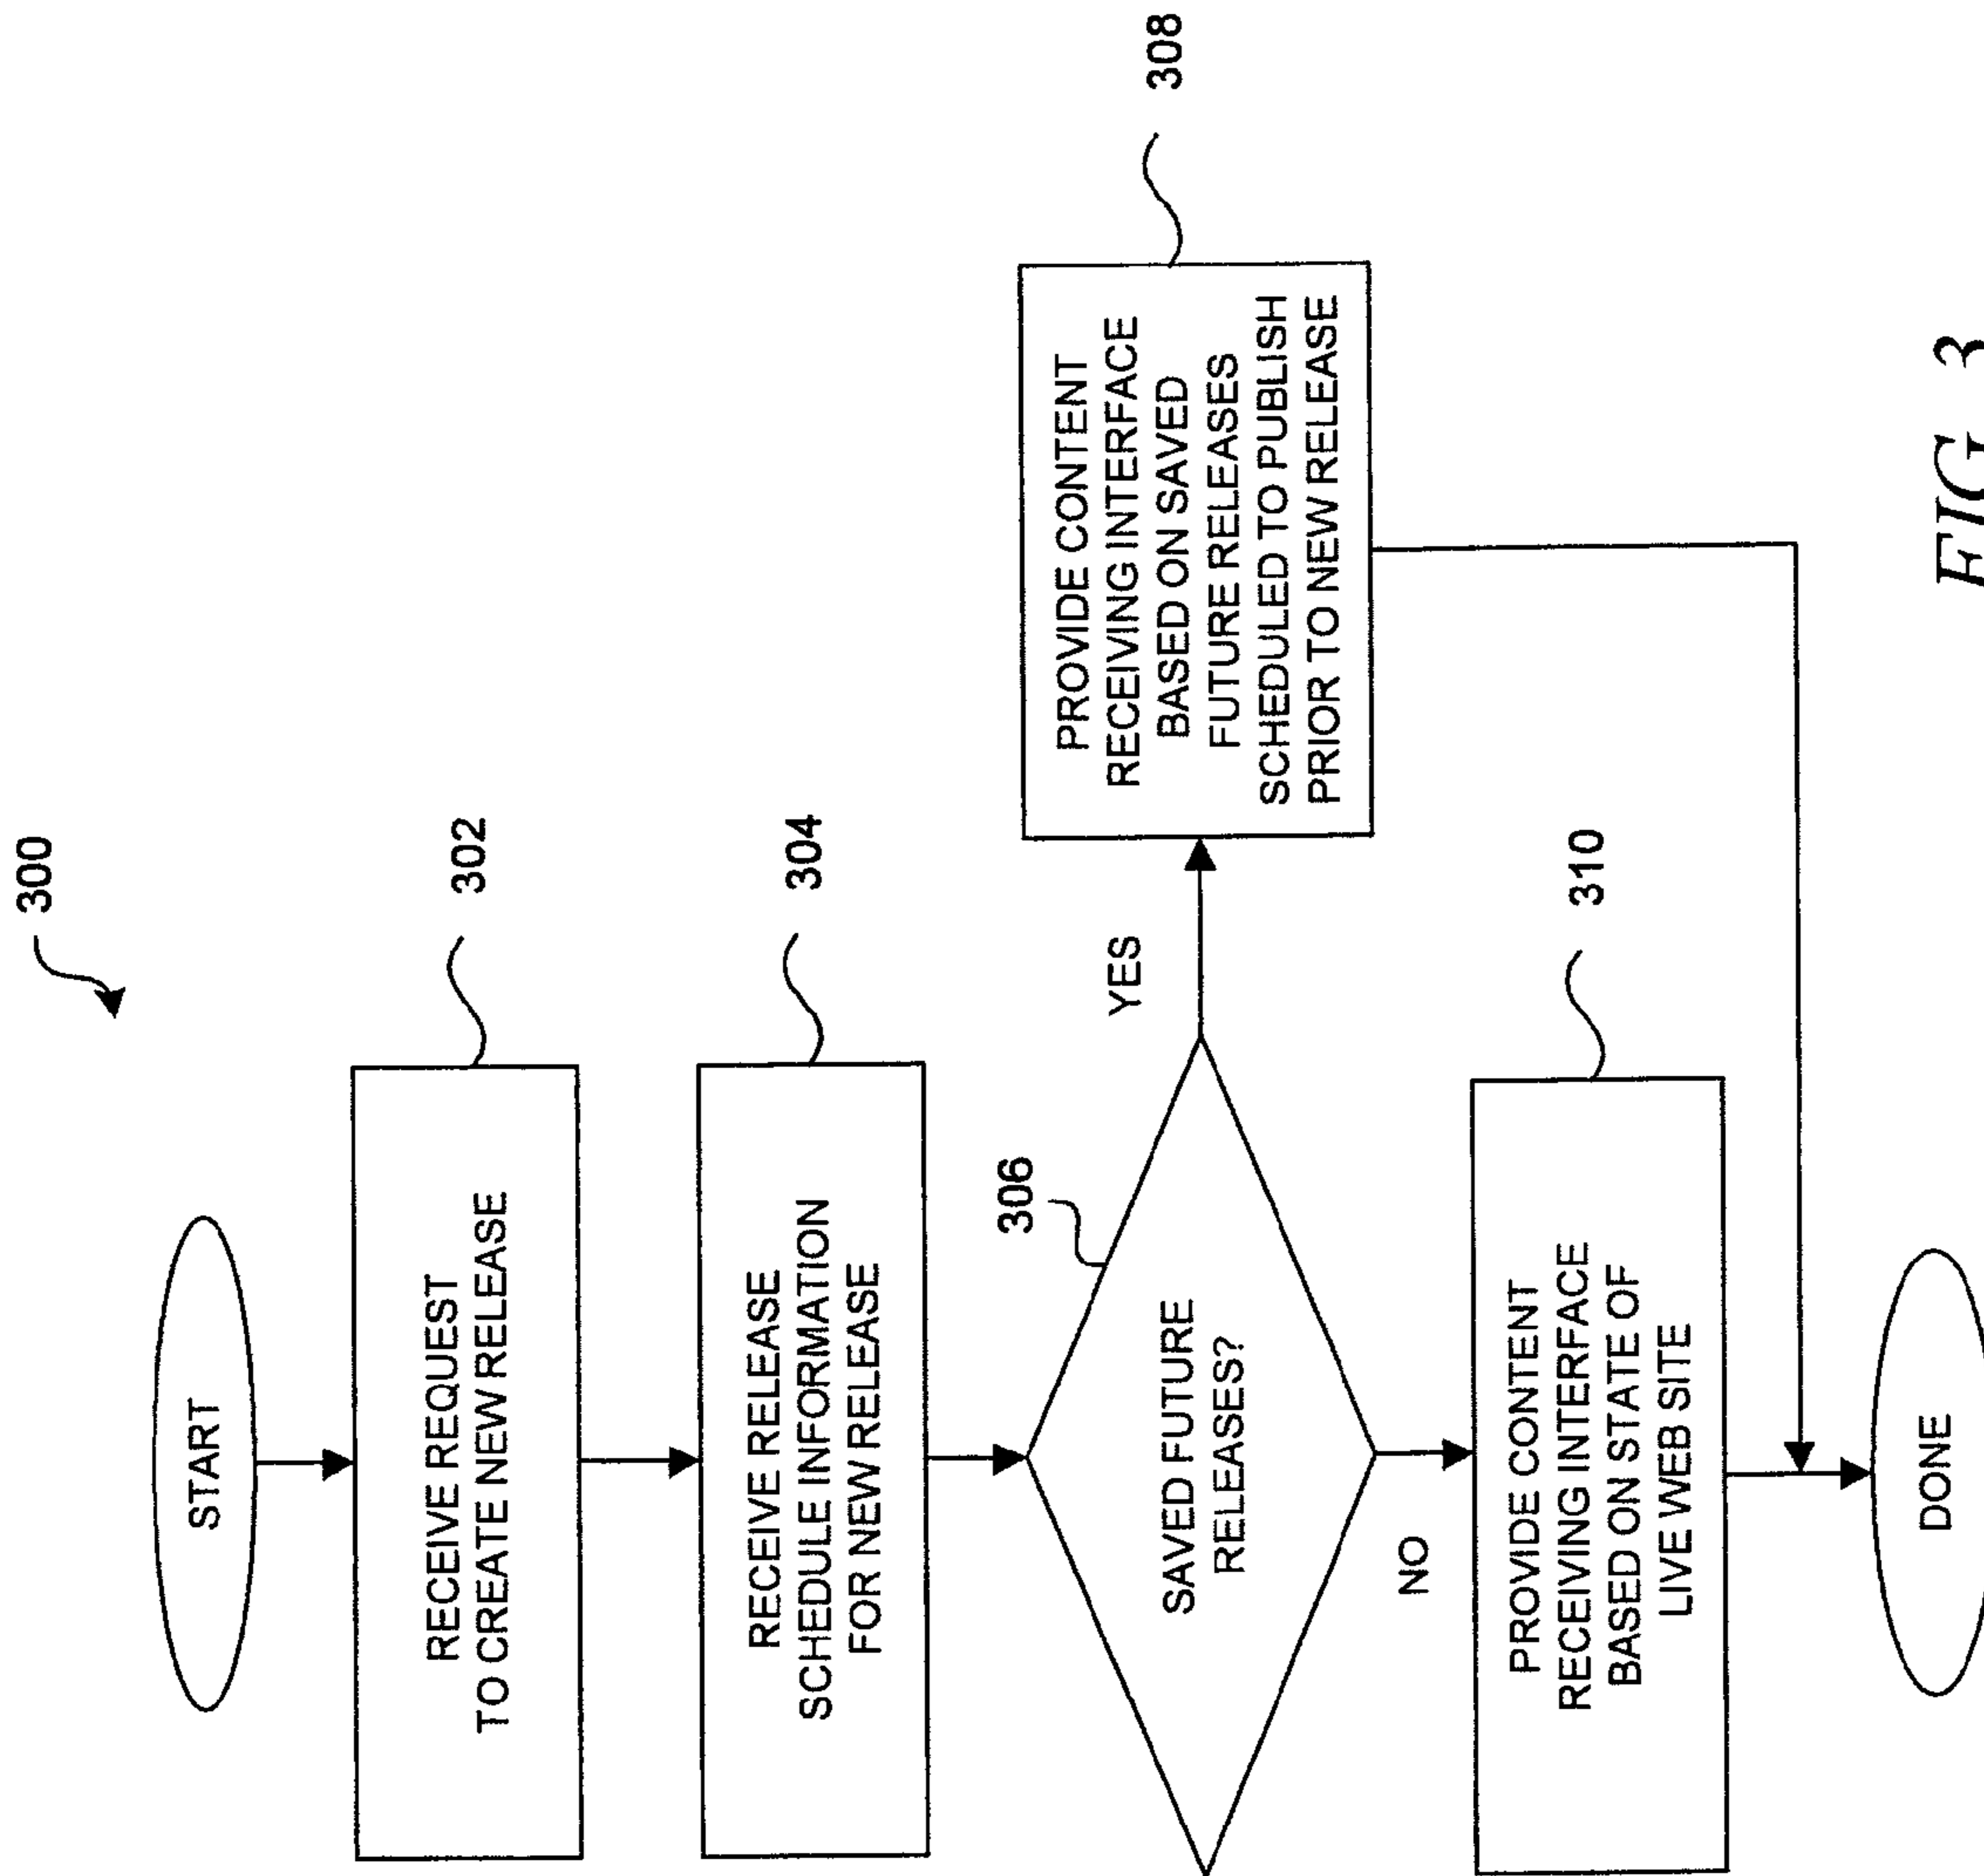 300
START
RECEIVE REQUEST
TO CREATE NEW RELEASE
302
RECEIVE RELEASE
SCHEDULE INFORMATION
FOR NEW RELEASE
304
306
SAVED FUTURE
RELEASES?
YES
PROVIDE CONTENT
RECEIVING INTERFACE
BASED ON SAVED
FUTURE RELEASES
SCHEDULED TO PUBLISH
PRIOR TO NEW RELEASE
308
NO
PROVIDE CONTENT
RECEIVING INTERFACE
BASED ON STATE OF
LIVE WEB SITE
310
DONE
FIG. 3